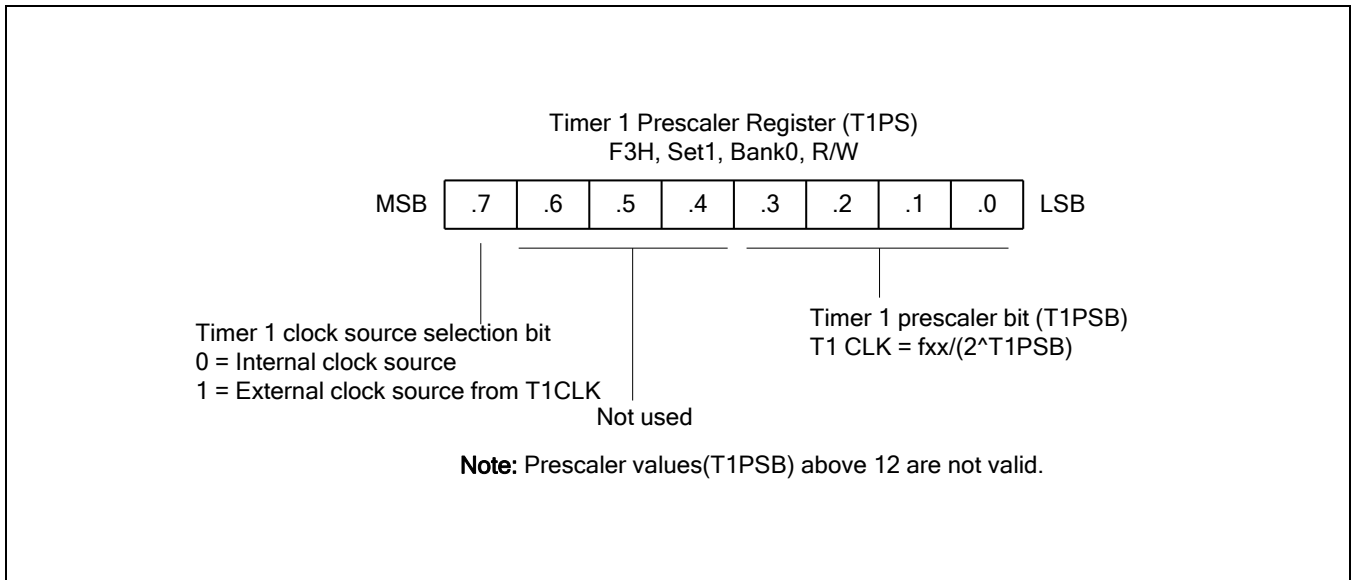 Timer 1 Prescaler Register (T1PS)
F3H, Set1, Bank0, R/W
MSB .7 .6 .5 .4 .3 .2 .1 .0 LSB
Timer 1 clock source selection bit
0 = Internal clock source
1 = External clock source from T1CLK
Not used
Timer 1 prescaler bit (T1PSB)
T1 CLK = fxx/(2^T1PSB)
Note: Prescaler values(T1PSB) above 12 are not valid.